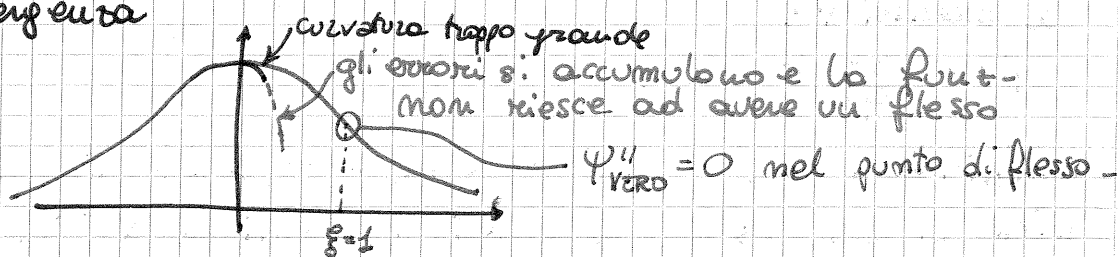 curvatura troppo grande
gli errori si accumulano e la funz-
non riesce ad avere un flesso
ψ''VERO = 0 nel punto di flesso -
ξ=1